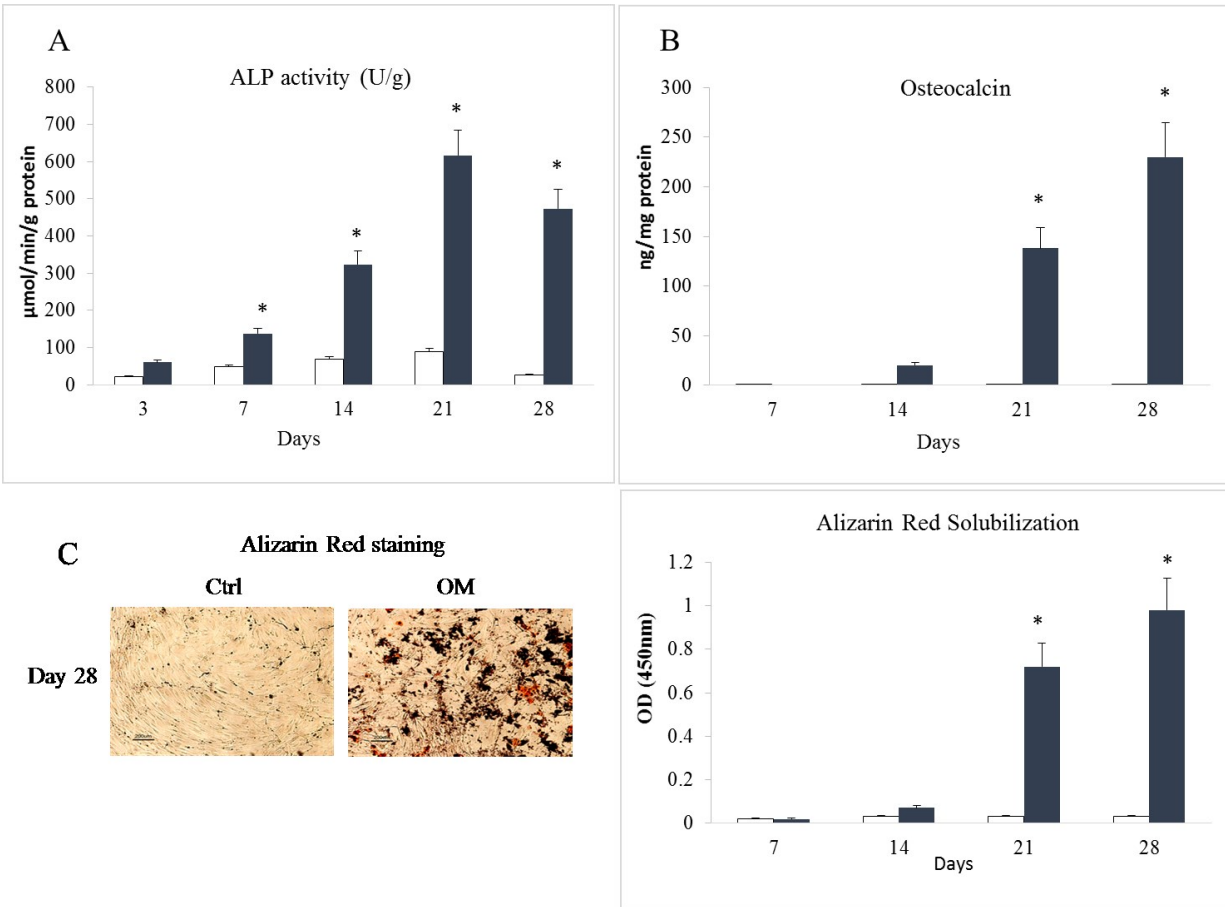 A
ALP activity (U/g)
800
700
600
500
400
300
200
100
0
µmol/min/g protein
*
*
*
*
3 7 14 21 28
Days
B
Osteocalcin
300
250
200
150
100
50
0
ng/mg protein
*
*
7 14 21 28
Days
C
Alizarin Red staining
Ctrl OM
Day 28
Alizarin Red Solubilization
1.2
1
0.8
0.6
0.4
0.2
0
OD (450nm)
*
*
7 14 21 28
Days